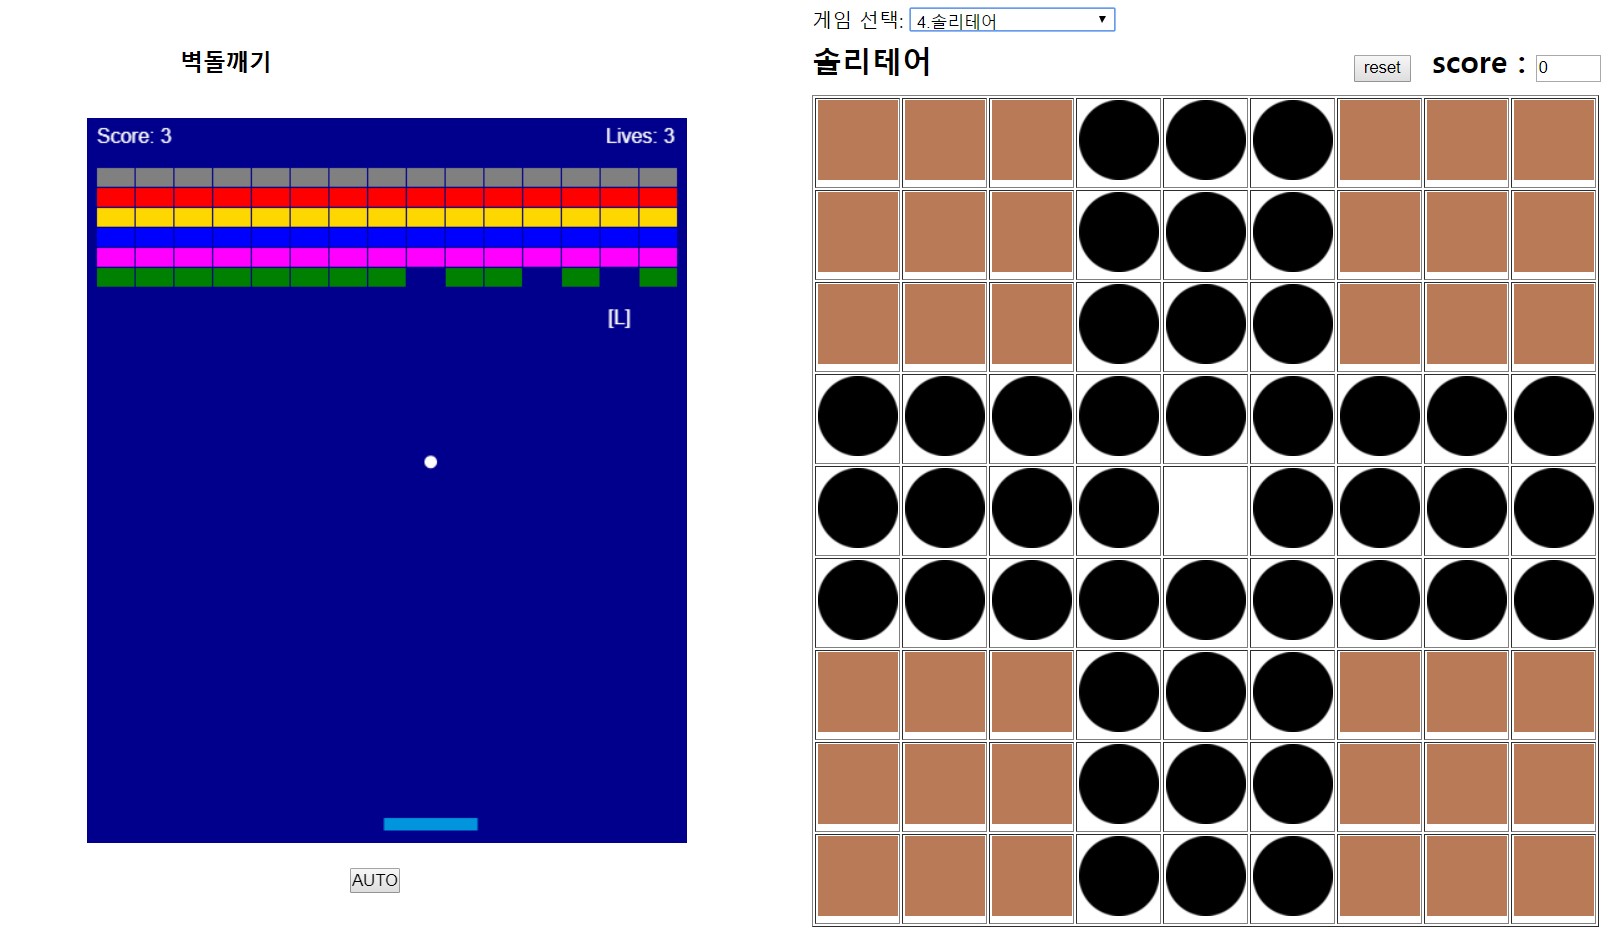 벽돌깨기
Score: 3
Lives: 3
[L]
AUTO
게임 선택: 4.솔리테어
솔리테어
reset
score : 0